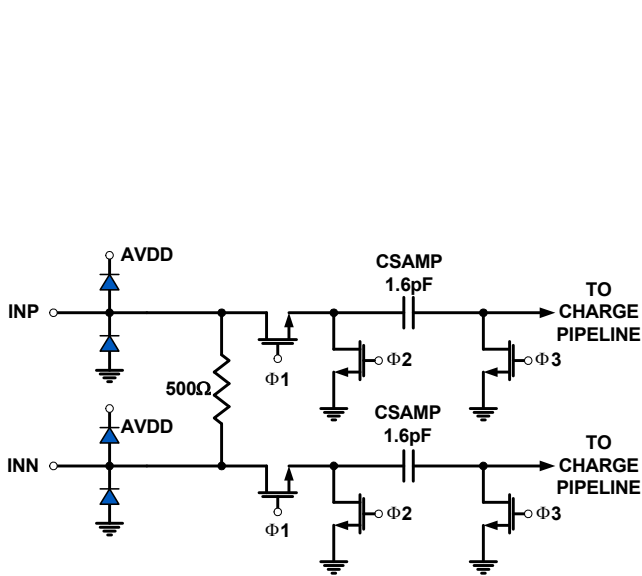 AVDD
CSAMP
1.6pF
INP
TO
CHARGE
PIPELINE
Φ1
Φ2
Φ3
500Ω
AVDD
CSAMP
1.6pF
INN
TO
CHARGE
PIPELINE
Φ1
Φ2
Φ3